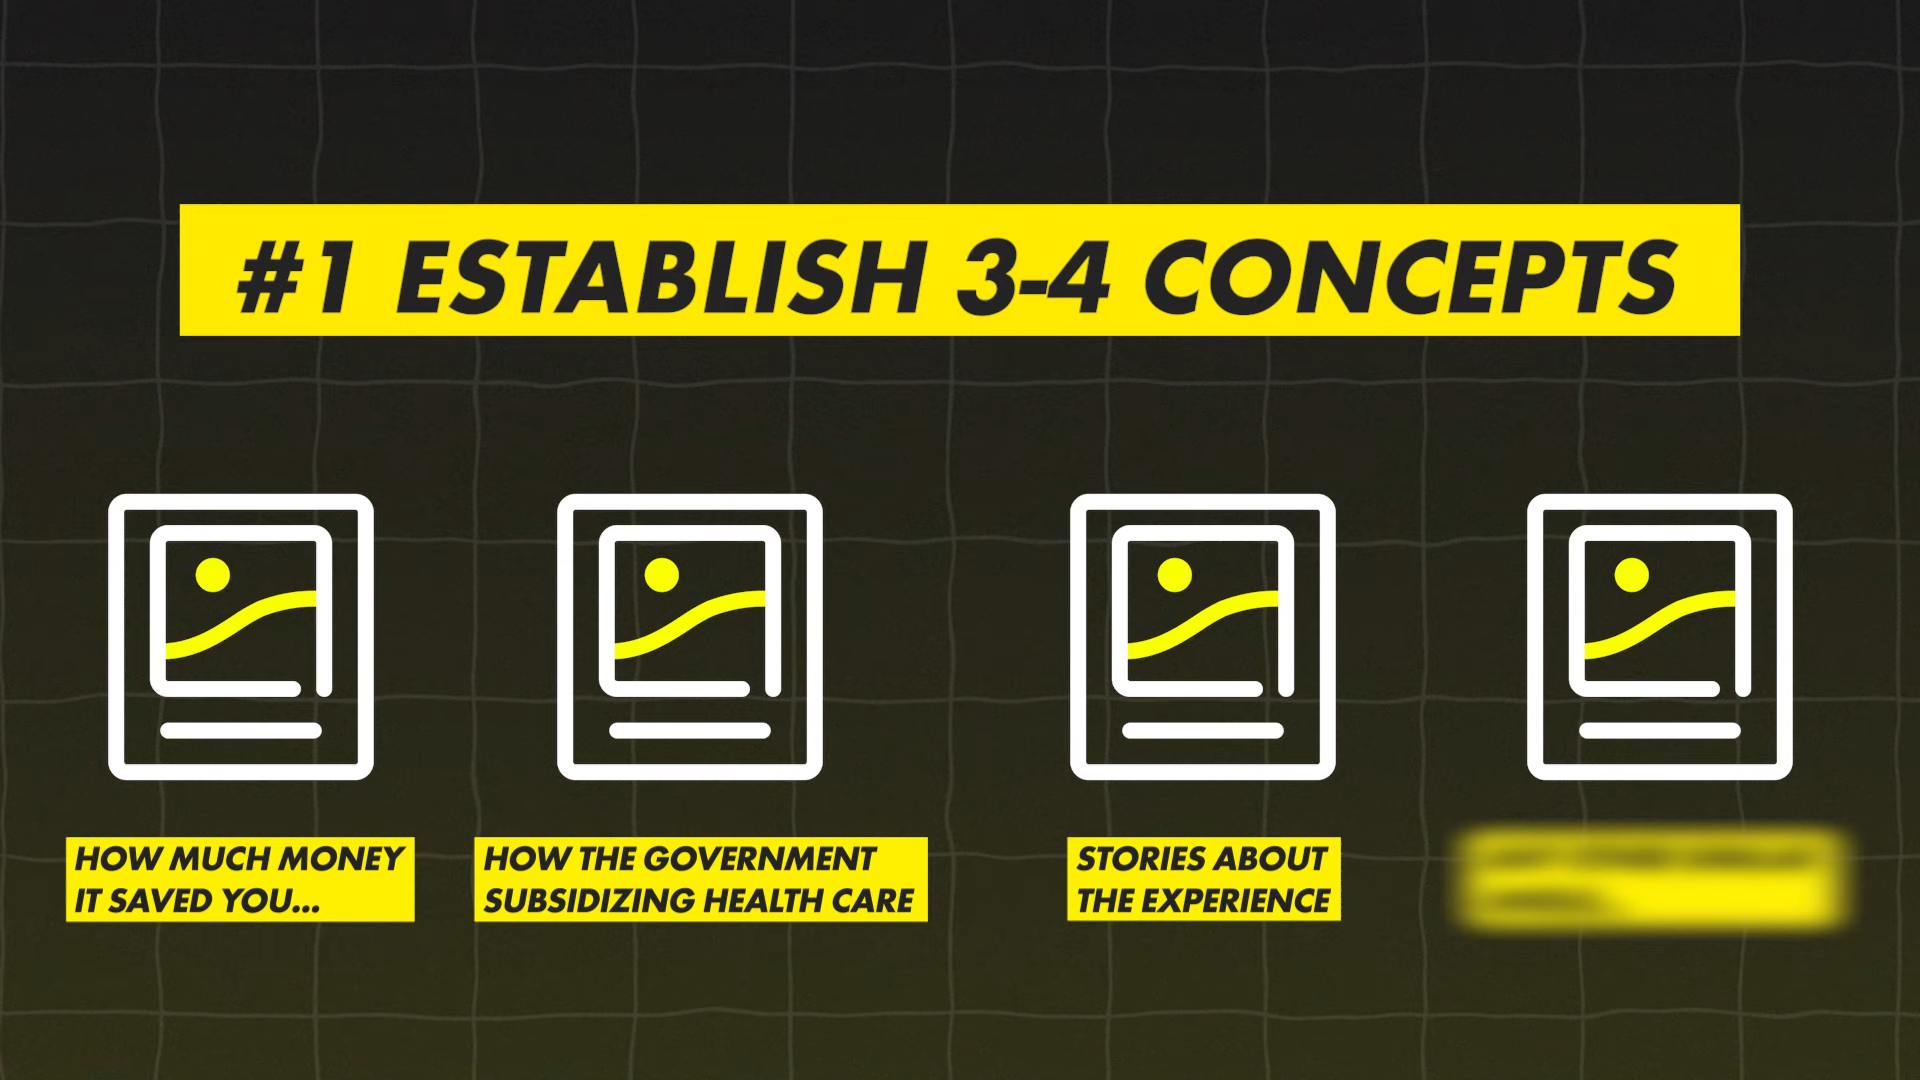 #1 ESTABLISH 3-4 CONCEPTS
HOW MUCH MONEY
IT SAVED YOU...
HOW THE GOVERNMENT
SUBSIDIZING HEALTH CARE
STORIES ABOUT
THE EXPERIENCE